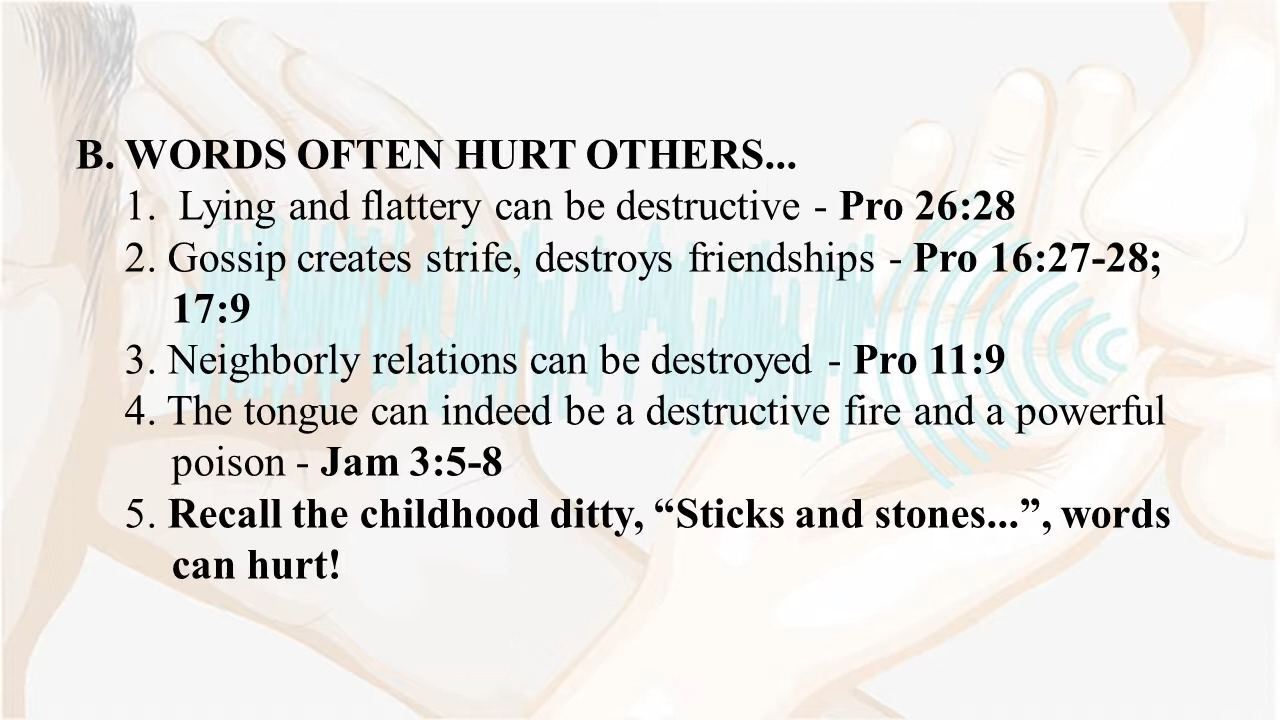 B. WORDS OFTEN HURT OTHERS...
1. Lying and flattery can be destructive - Pro 26:28
2. Gossip creates strife, destroys friendships - Pro 16:27-28;
17:9
3. Neighborly relations can be destroyed - Pro 11:9
4. The tongue can indeed be a destructive fire and a powerful
poison - Jam 3:5-8
5. Recall the childhood ditty, “Sticks and stones...”, words
can hurt!